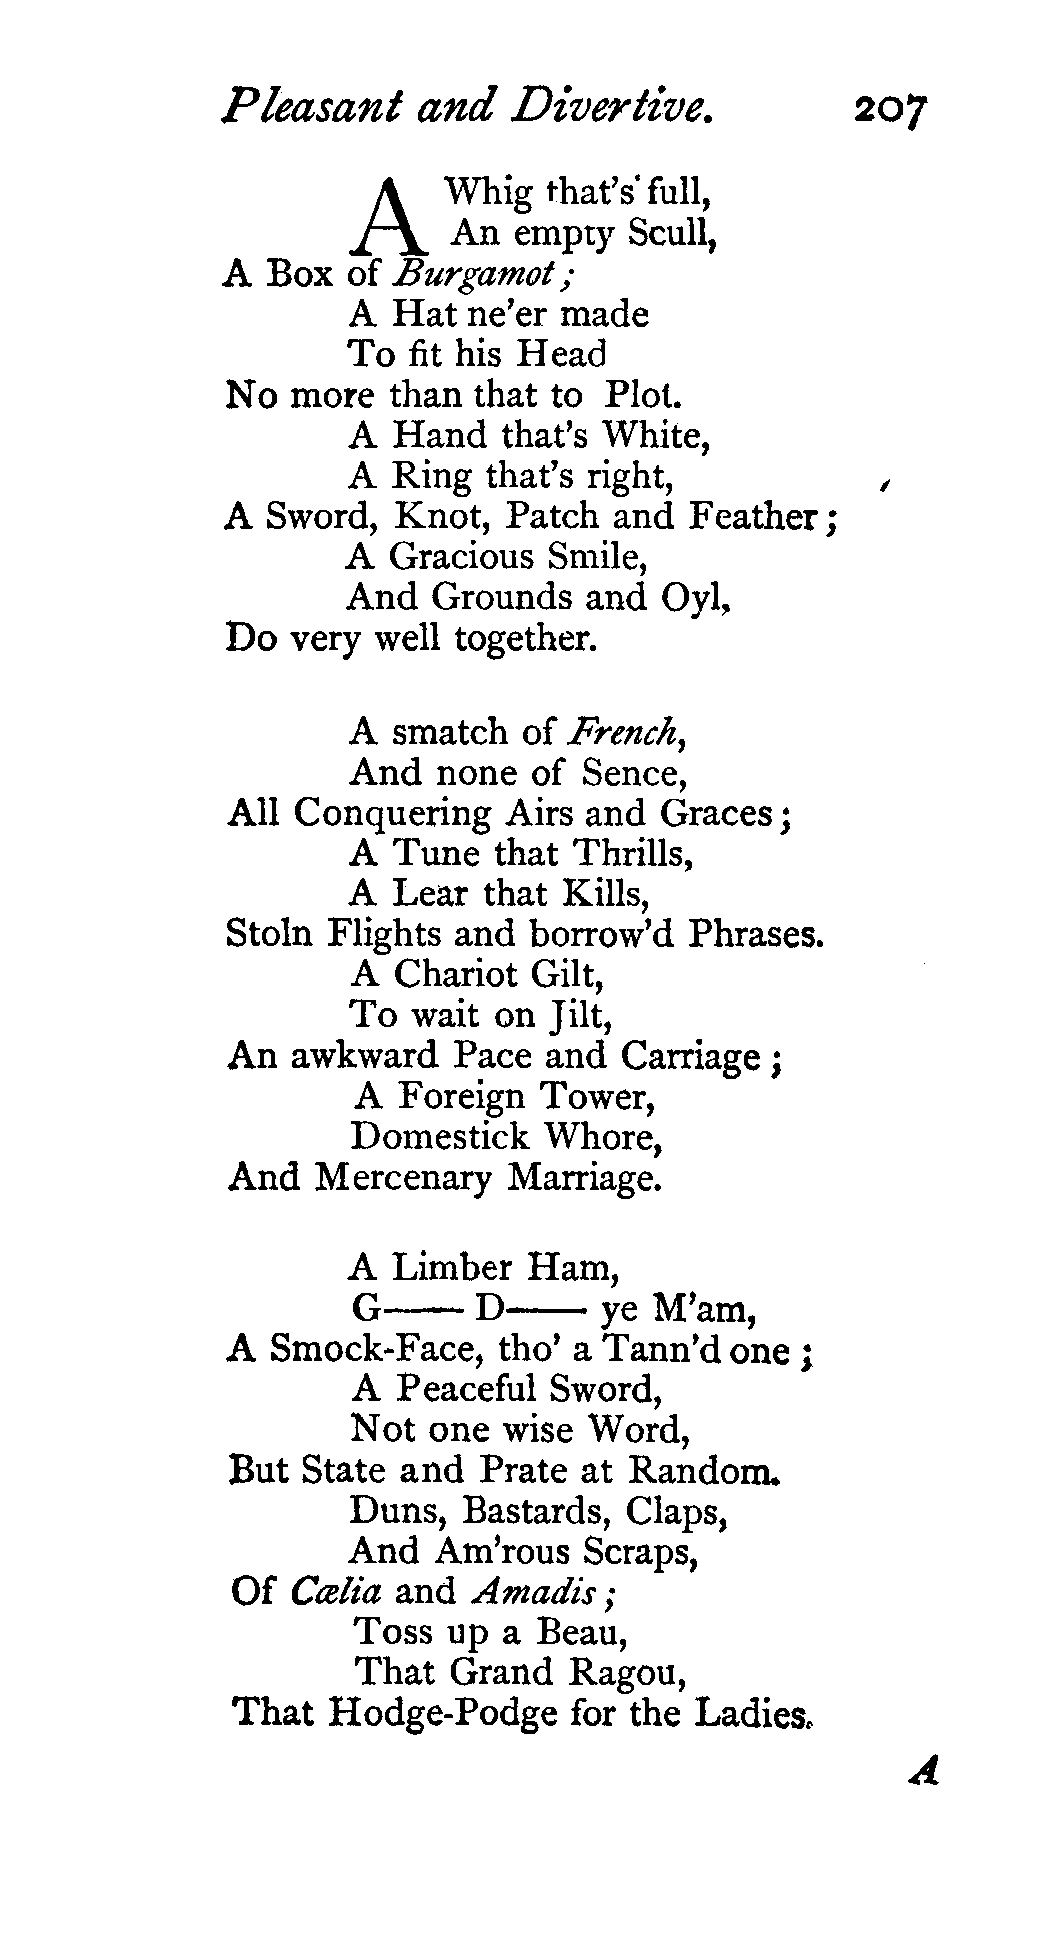 Pleasant and Divertive. 207
A Whig that's full,
An empty Scull,
A Box of Burgamot;
A Hat ne'er made
To fit his Head
No more than that to Plot.
A Hand that's White,
A Ring that's right,
A Sword, Knot, Patch and Feather;
A Gracious Smile,
And Grounds and Oyl,
Do very well together.
A smatch of French,
And none of Sence,
All Conquering Airs and Graces;
A Tune that Thrills,
A Lear that Kills,
Stoln Flights and borrow'd Phrases.
A Chariot Gilt,
To wait on Jilt,
An awkward Pace and Carriage;
A Foreign Tower,
Domestick Whore,
And Mercenary Marriage.
A Limber Ham,
G—— D—— ye M'am,
A Smock-Face, tho' a Tann'd one;
A Peaceful Sword,
Not one wise Word,
But State and Prate at Random.
Duns, Bastards, Claps,
And Am'rous Scraps,
Of Cælia and Amadis;
Toss up a Beau,
That Grand Ragou,
That Hodge-Podge for the Ladies.
A